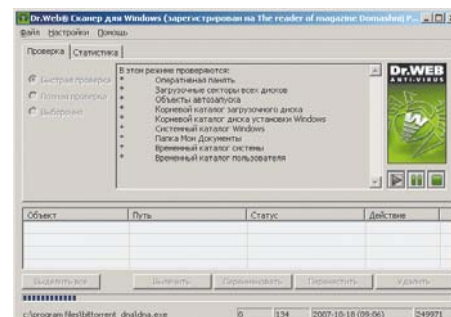 Dr.Web® Сканер для Windows (зарегистрирован на The reader of magazine Domashnij P...
Файл Настройки Помощь
Проверка Статистика
Быстрая проверка
Полная проверка
Выборочно
В этом режиме проверяются:
* Оперативная память
* Загрузочные секторы всех дисков
* Объекты автозапуска
* Корневой каталог загрузочного диска
* Корневой каталог диска установки Windows
* Системный каталог Windows
* Папка Мои Документы
* Временный каталог системы
* Временный каталог пользователя
Dr.WEB
ANTI-VIRUS
Объект Путь Статус Действие
Выделить все Вылечить Переименовать Переместить Удалить
c:\program files\bittorrent_dna\dna.exe 0 134 2007-10-18 (09:06) 249971